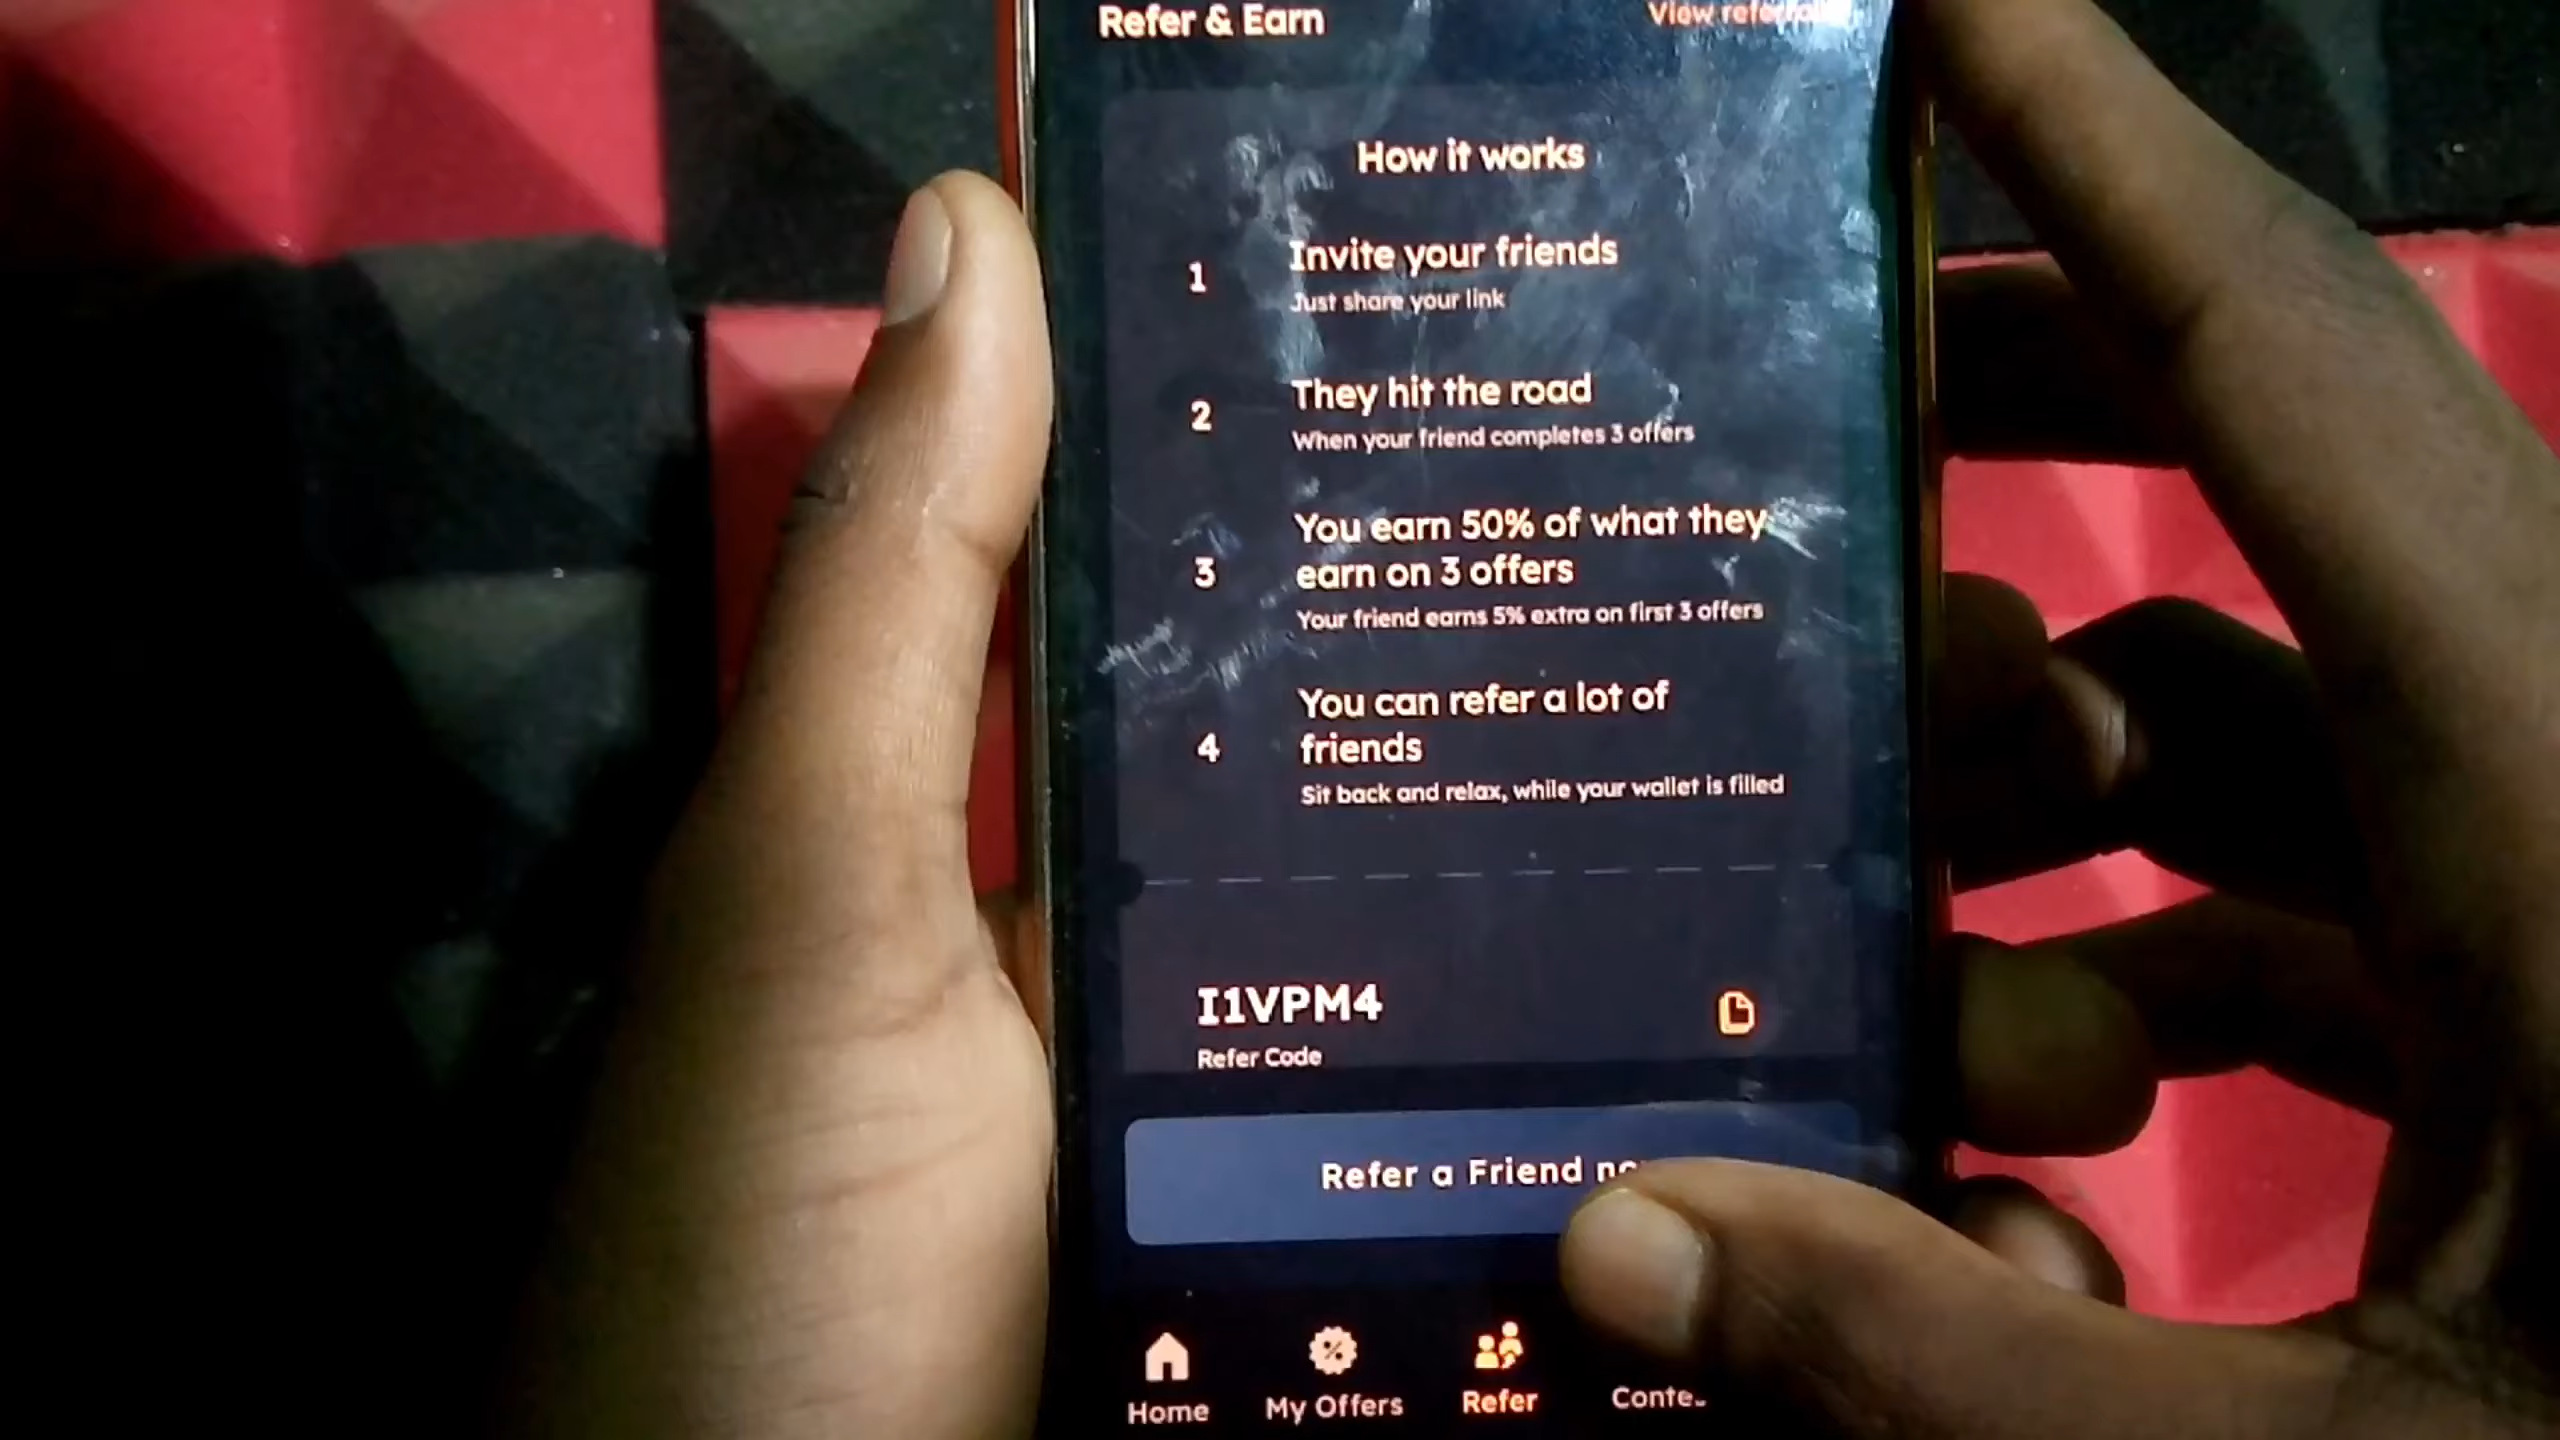 Refer & Earn
View
How it works
1
Invite your friends
Just share your link
2
They hit the road
When your friend completes 3 offers
3
You earn 50% of what they
earn on 3 offers
Your friend earns 5% extra on first 3 offers
4
You can refer a lot of
friends
Sit back and relax, while your wallet is filled
I1VPM4
Refer Code
Refer a Friend
Home
My Offers
Refer